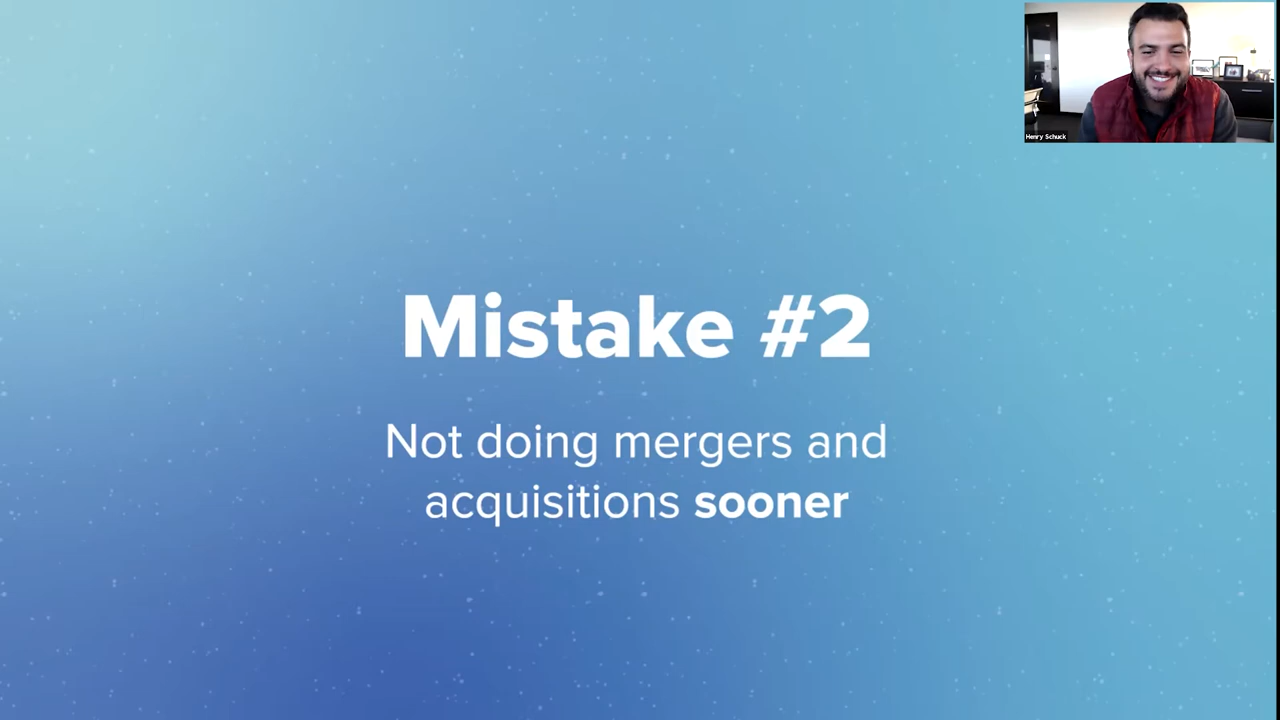 Henry Schuck
Mistake #2
Not doing mergers and
acquisitions sooner